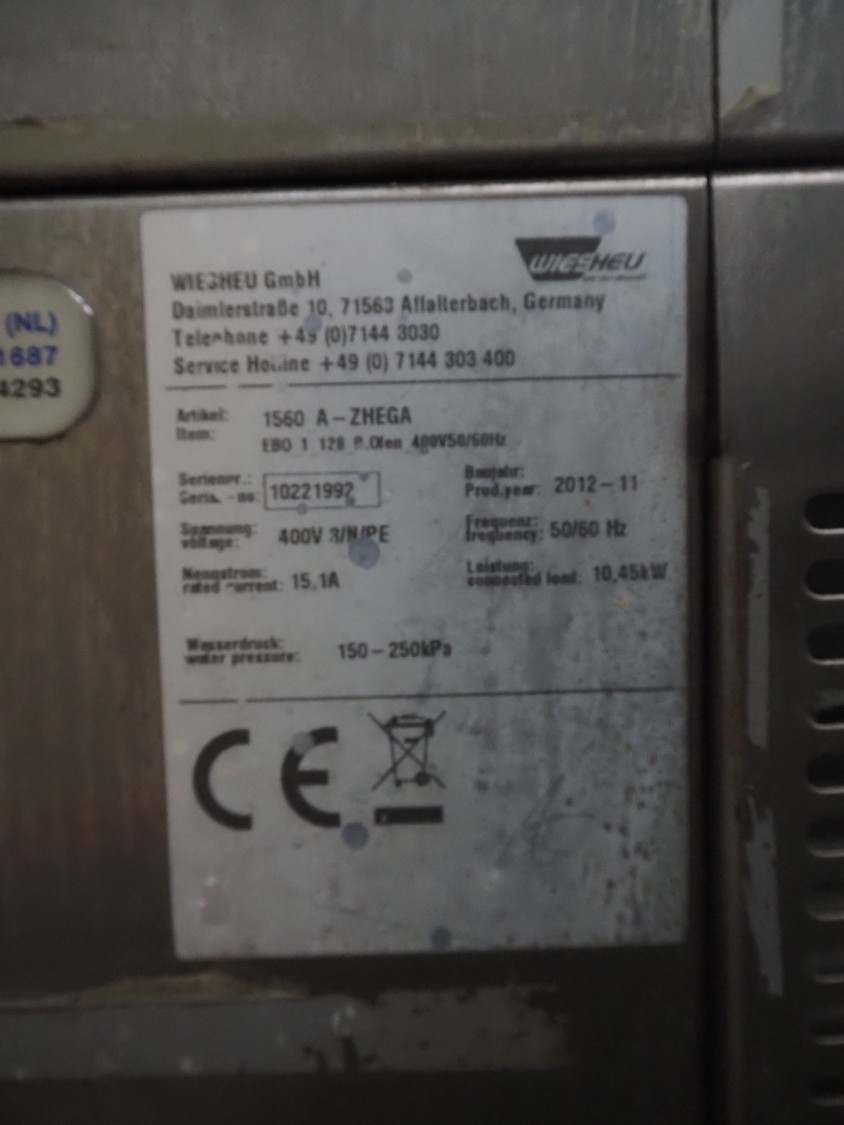 (NL)
1687
4293
WIESHEU
WIESHEU GmbH
Daimlerstraße 10, 71563 Affalterbach, Germany
Telephone +49 (0)7144 3030
Service Hotline +49 (0) 7144 303 400
Artikel: 1560 A-ZHEGA
Item: EBO 1 128 P.Ofen 400V50/60Hz
Seriennr.: Baujahr:
Serial-no: 10221992 Prod.year: 2012-11
Spannung: Frequenz:
voltage: 400V 3/N/PE frequency: 50/60 Hz
Nennstrom: Leistung:
rated current: 15,1A connected load: 10,45kW
Wasserdruck:
water pressure: 150-250kPa
CE